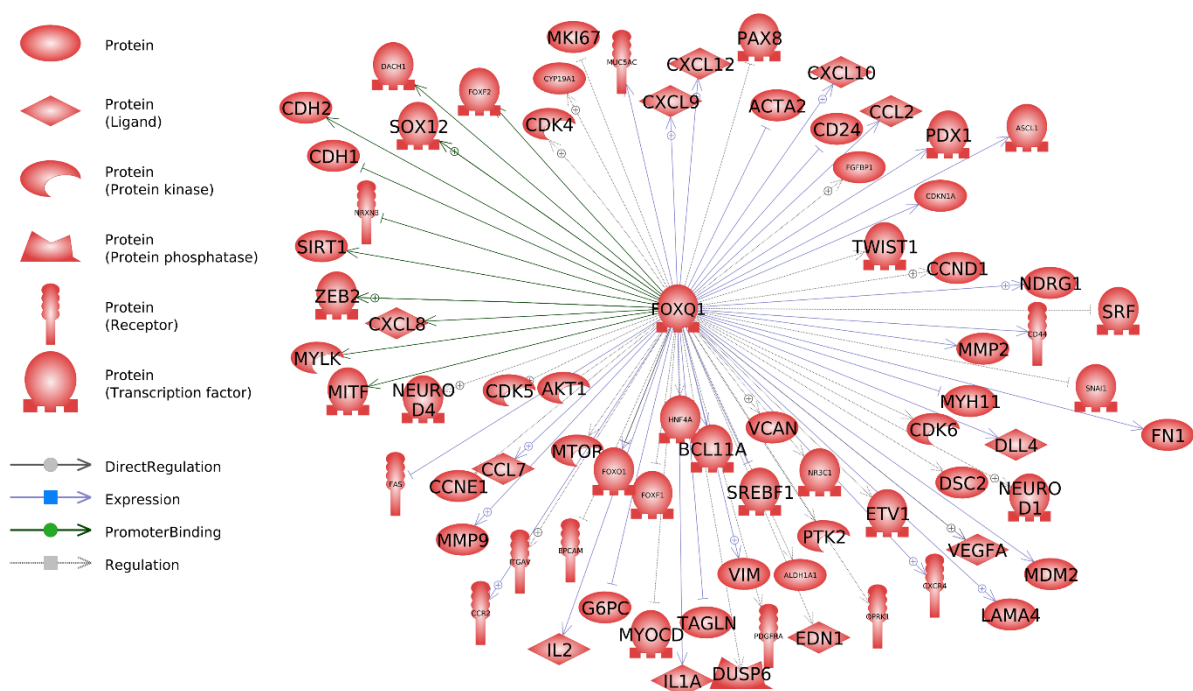 Protein
Protein
(Ligand)
Protein
(Protein kinase)
Protein
(Protein phosphatase)
Protein
(Receptor)
Protein
(Transcription factor)
DirectRegulation
Expression
PromoterBinding
Regulation
MKI67
PAX8
MUC5AC
CXCL12
CXCL10
DACH1
CYP19A1
FOXF2
CXCL9
ACTA2
CCL2
CDH2
SOX12
CDK4
CD24
PDX1
ASCL1
CDH1
FGFBP1
CDKN1A
NRXN3
SIRT1
TWIST1
CCND1
NDRG1
ZEB2
FOXQ1
SRF
CXCL8
CD44
MMP2
MYLK
MITF
NEURO
D4
CDK5
AKT1
SNAI1
MYH11
HNF4A
VCAN
CDK6
DLL4
FN1
MTOR
BCL11A
CCL7
FOXO1
NR3C1
(FAS)
CCNE1
FOXF1
SREBF1
DSC2
NEURO
D1
ETV1
MMP9
ITGAV
EPCAM
PTK2
VEGFA
VIM
ALDH1A1
CXCR4
MDM2
CCR2
G6PC
TAGLN
OPRK1
LAMA4
MYOCD
PDGFRA
EDN1
IL2
IL1A
DUSP6